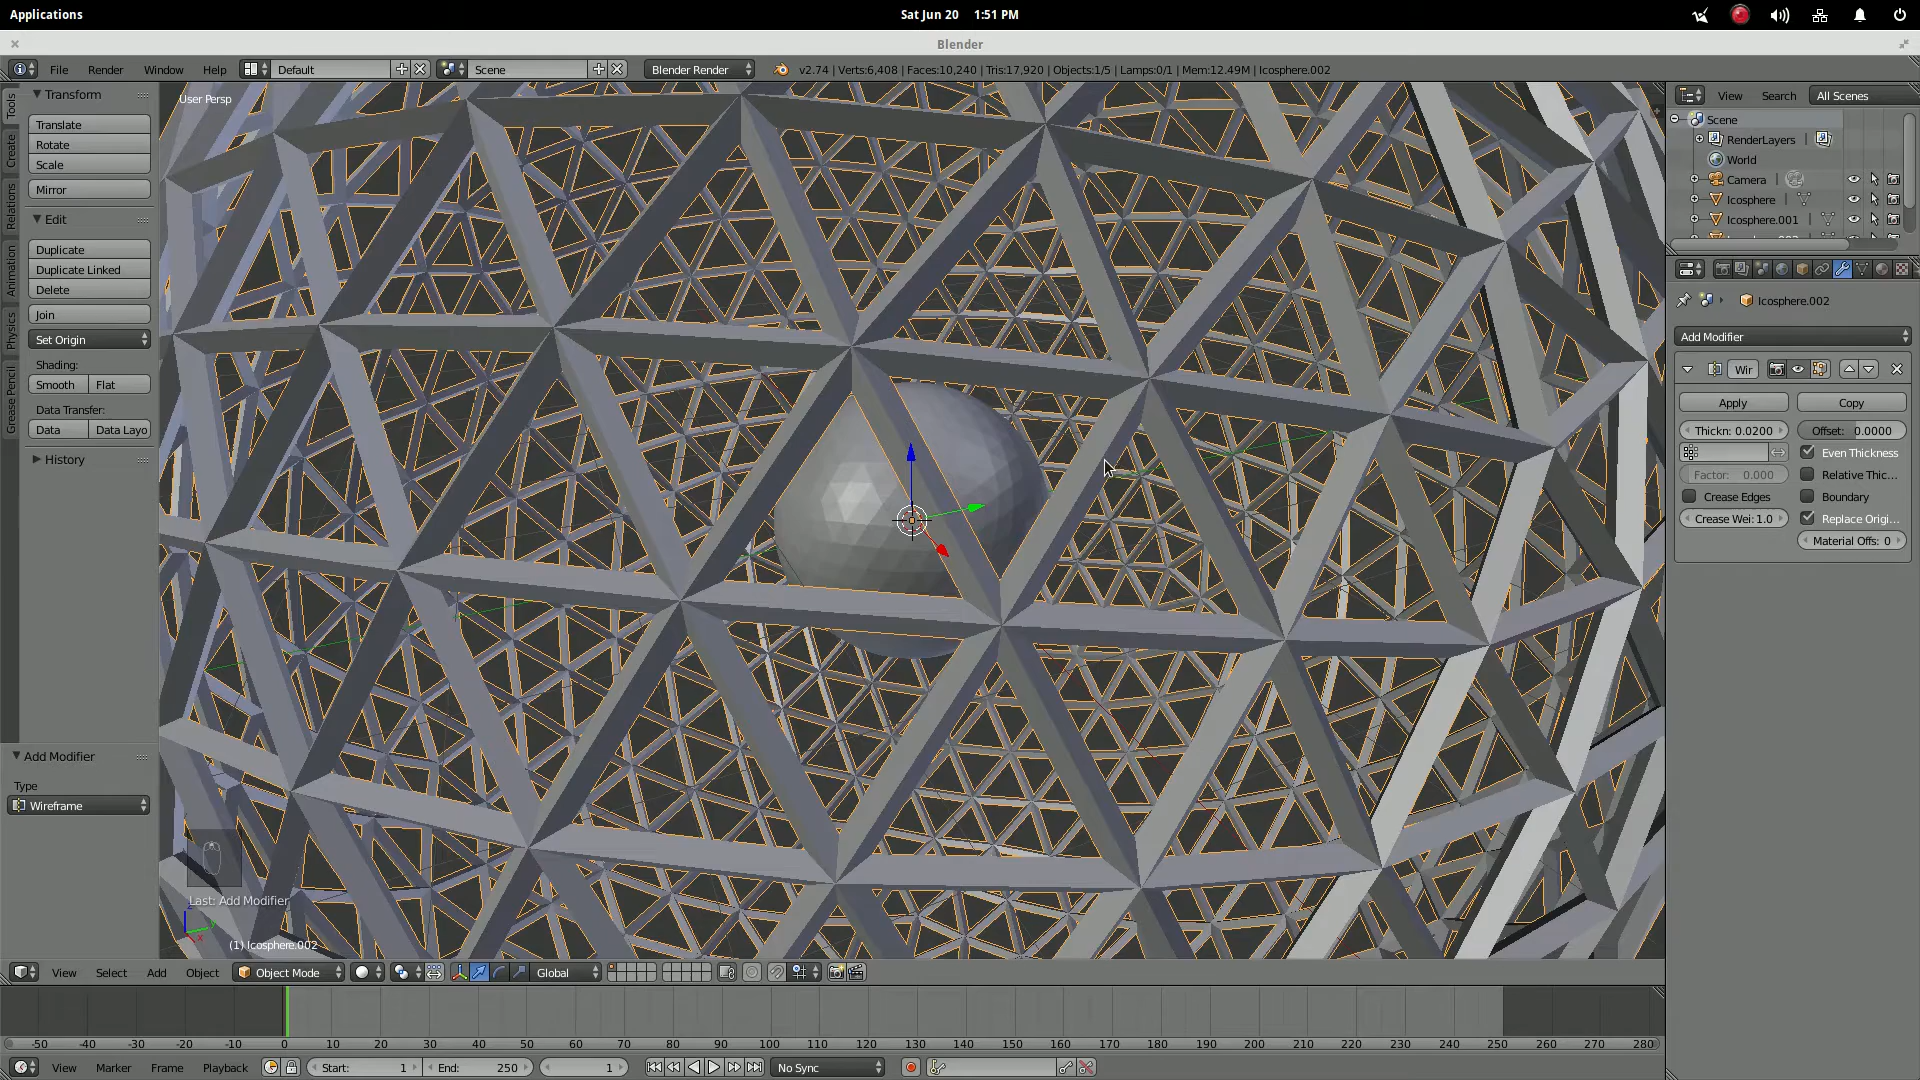 Applications
Sat Jun 20 1:51 PM
Blender
File Render Window Help Default Scene Blender Render v2.74 | Verts:6,408 | Faces:10,240 | Tris:17,920 | Objects:1/5 | Lamps:0/1 | Mem:12.49M | Icosphere.002
Tools
Create
Relations
Animation
Physics
Grease Pencil
Transform
Translate
Rotate
Scale
Mirror
Edit
Duplicate
Duplicate Linked
Delete
Join
Set Origin
Shading:
Smooth Flat
Data Transfer:
Data Data Layo
History
Add Modifier
Type
Wireframe
User Persp
Last: Add Modifier
(1) Icosphere.002
View Search All Scenes
Scene
RenderLayers |
World
Camera |
Icosphere |
Icosphere.001
Icosphere.002
Add Modifier
Wir
Apply Copy
Thickn: 0.0200 Offset: 0.0000
Even Thickness
Factor: 0.000 Relative Thic...
Crease Edges Boundary
Crease Wei: 1.0 Replace Origi...
Material Offs: 0
View Select Add Object Object Mode Global
-50 -40 -30 -20 -10 0 10 20 30 40 50 60 70 80 90 100 110 120 130 140 150 160 170 180 190 200 210 220 230 240 250 260 270 280
View Marker Frame Playback Start: 1 End: 250 1 No Sync